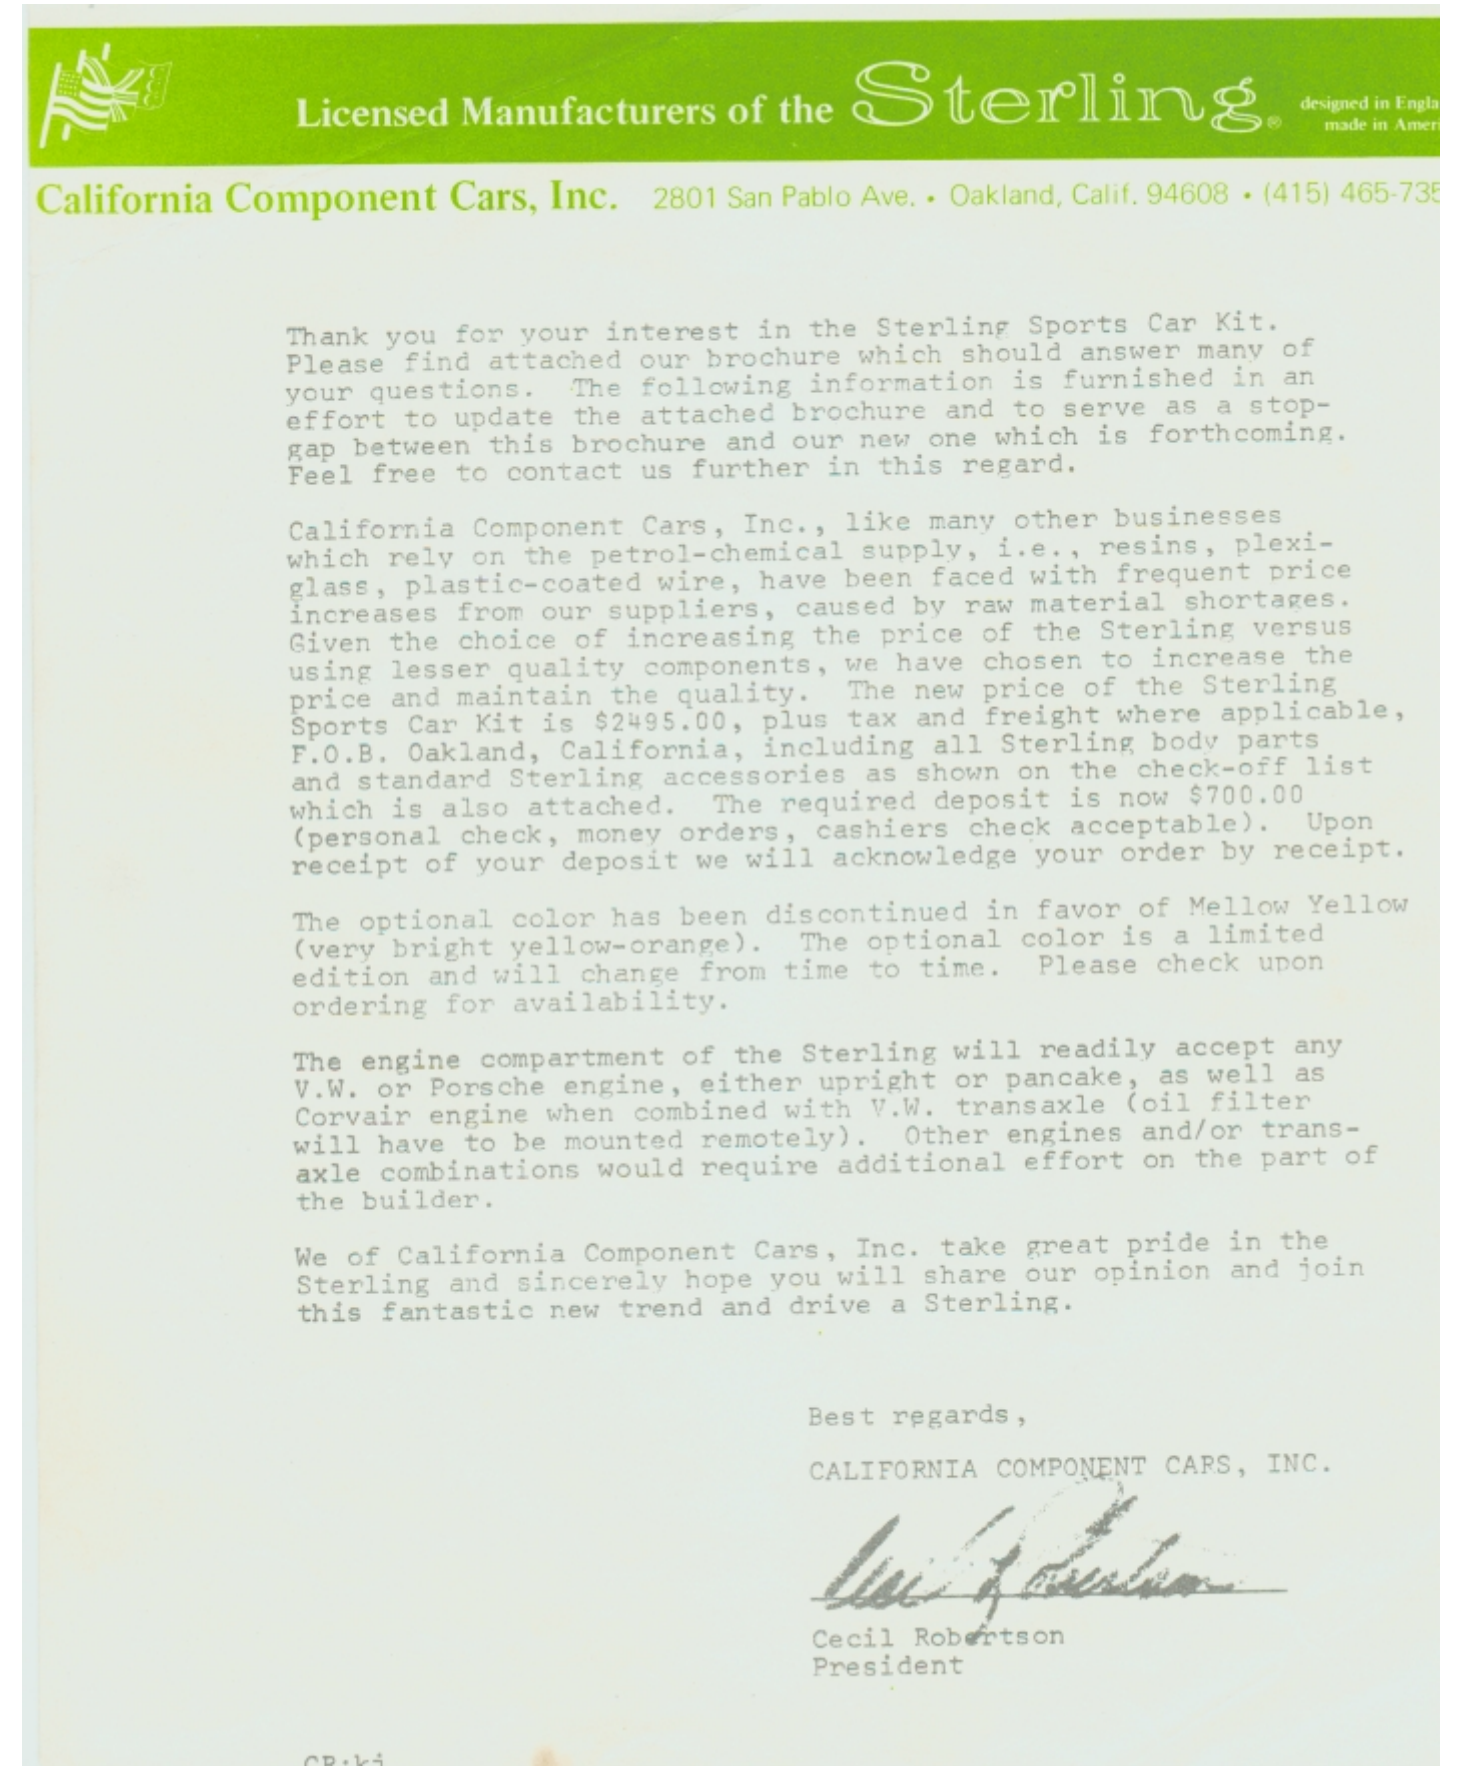 Licensed Manufacturers of the Sterling®
designed in Engla
made in Ameri
California Component Cars, Inc. 2801 San Pablo Ave. • Oakland, Calif. 94608 • (415) 465-735
Thank you for your interest in the Sterling Sports Car Kit.
Please find attached our brochure which should answer many of
your questions. The following information is furnished in an
effort to update the attached brochure and to serve as a stop-
gap between this brochure and our new one which is forthcoming.
Feel free to contact us further in this regard.
California Component Cars, Inc., like many other businesses
which rely on the petrol-chemical supply, i.e., resins, plexi-
glass, plastic-coated wire, have been faced with frequent price
increases from our suppliers, caused by raw material shortages.
Given the choice of increasing the price of the Sterling versus
using lesser quality components, we have chosen to increase the
price and maintain the quality. The new price of the Sterling
Sports Car Kit is $2495.00, plus tax and freight where applicable,
F.O.B. Oakland, California, including all Sterling body parts
and standard Sterling accessories as shown on the check-off list
which is also attached. The required deposit is now $700.00
(personal check, money orders, cashiers check acceptable). Upon
receipt of your deposit we will acknowledge your order by receipt.
The optional color has been discontinued in favor of Mellow Yellow
(very bright yellow-orange). The optional color is a limited
edition and will change from time to time. Please check upon
ordering for availability.
The engine compartment of the Sterling will readily accept any
V.W. or Porsche engine, either upright or pancake, as well as
Corvair engine when combined with V.W. transaxle (oil filter
will have to be mounted remotely). Other engines and/or trans-
axle combinations would require additional effort on the part of
the builder.
We of California Component Cars, Inc. take great pride in the
Sterling and sincerely hope you will share our opinion and join
this fantastic new trend and drive a Sterling.
Best regards,
CALIFORNIA COMPONENT CARS, INC.
Cecil Robertson
Cecil Robertson
President
CR:kj